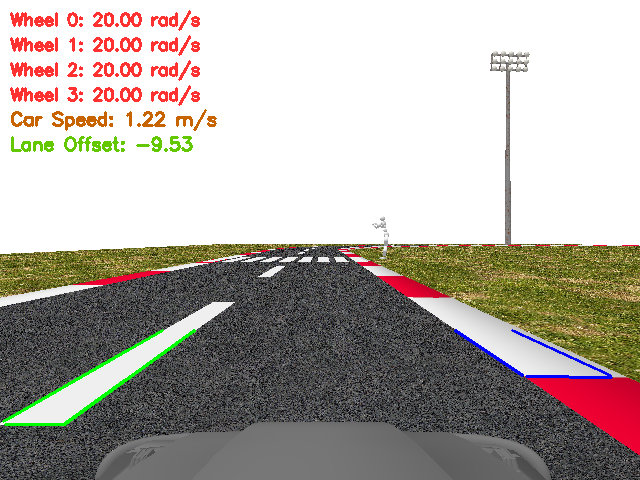 Wheel 0: 20.00 rad/s
Wheel 1: 20.00 rad/s
Wheel 2: 20.00 rad/s
Wheel 3: 20.00 rad/s
Car Speed: 1.22 m/s
Lane Offset: -9.53